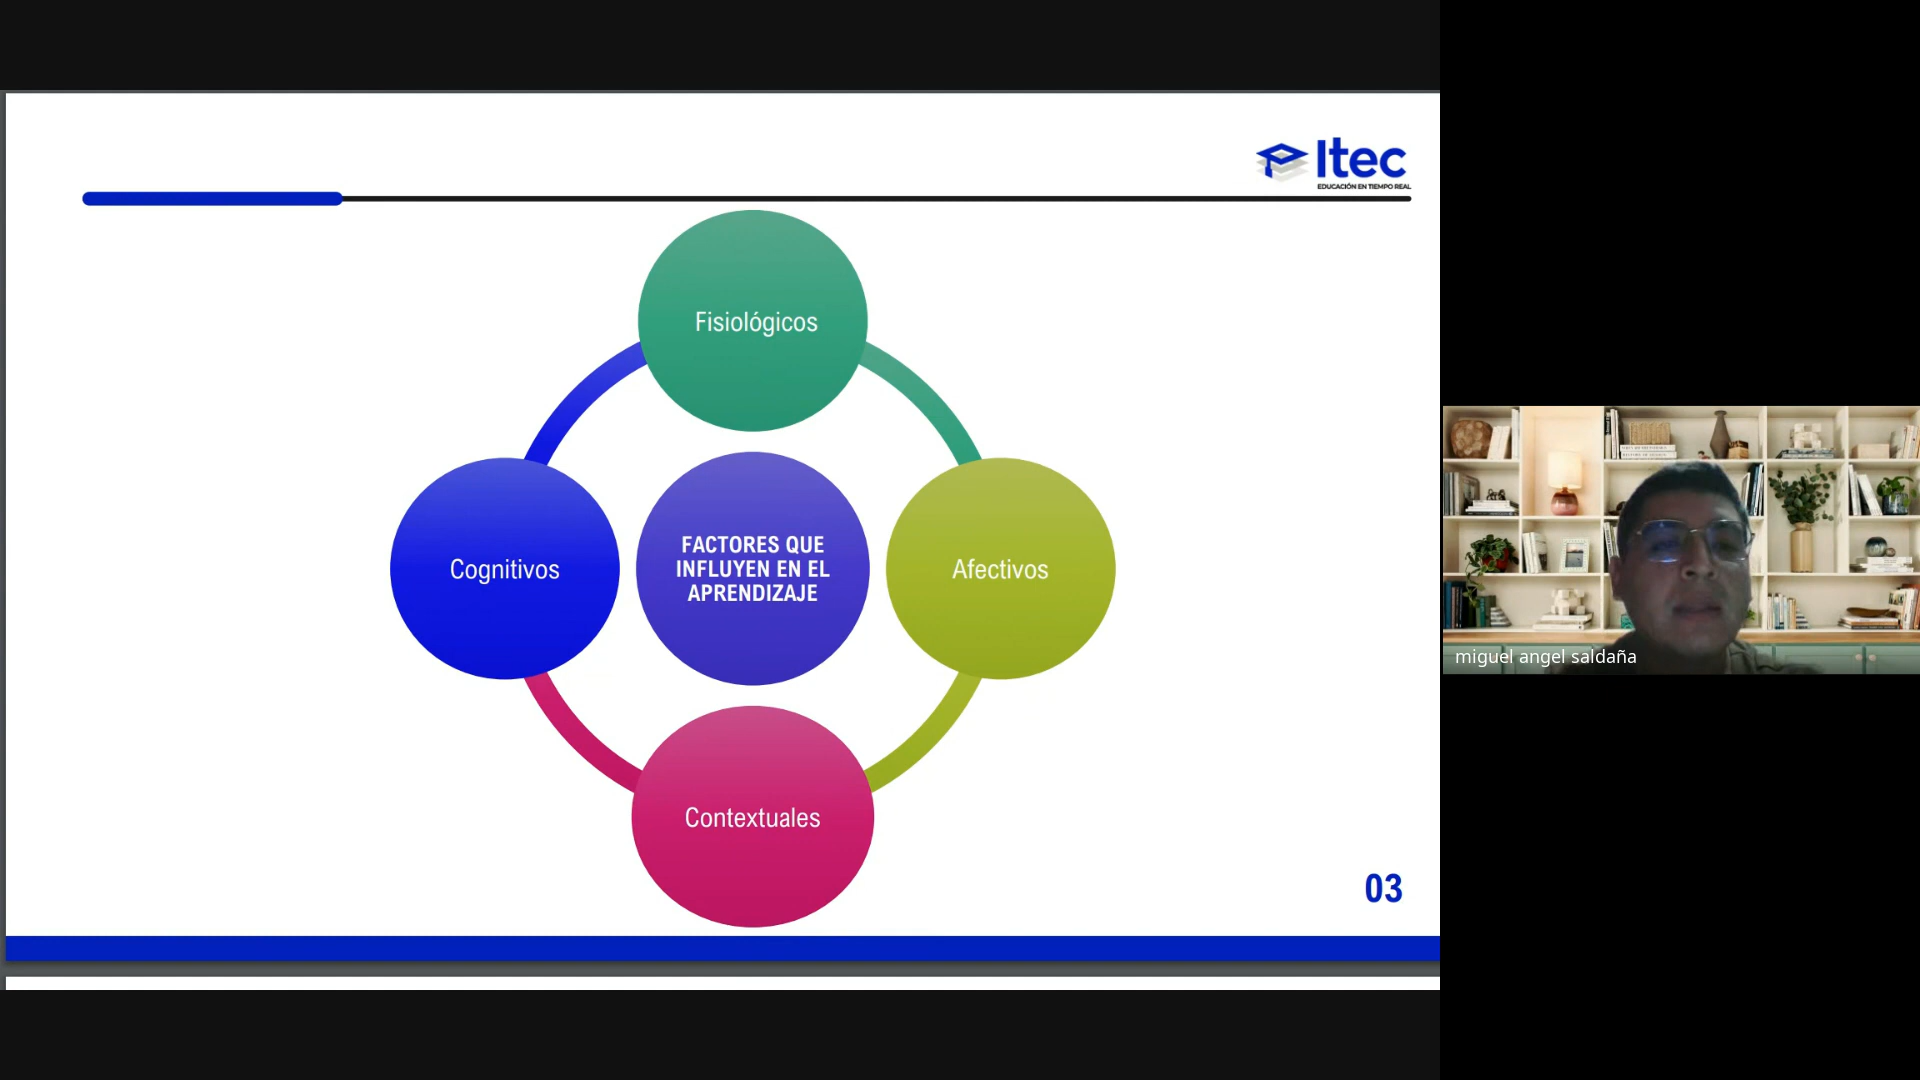 Itec
EDUCACIÓN EN TIEMPO REAL
Fisiológicos
Cognitivos
FACTORES QUE
INFLUYEN EN EL
APRENDIZAJE
Afectivos
Contextuales
03
miguel angel saldaña